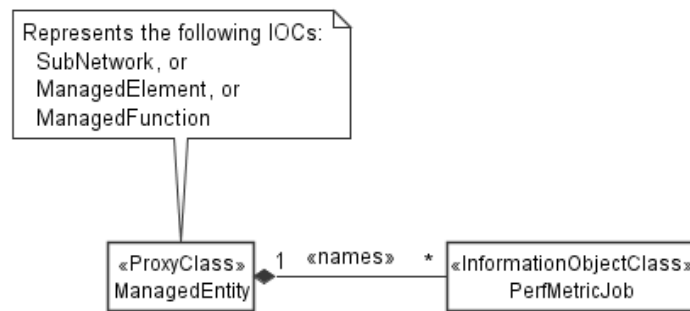 Represents the following IOCs:
SubNetwork, or
ManagedElement, or
ManagedFunction
«ProxyClass»
ManagedEntity
1 «names» *
«InformationObjectClass»
PerfMetricJob